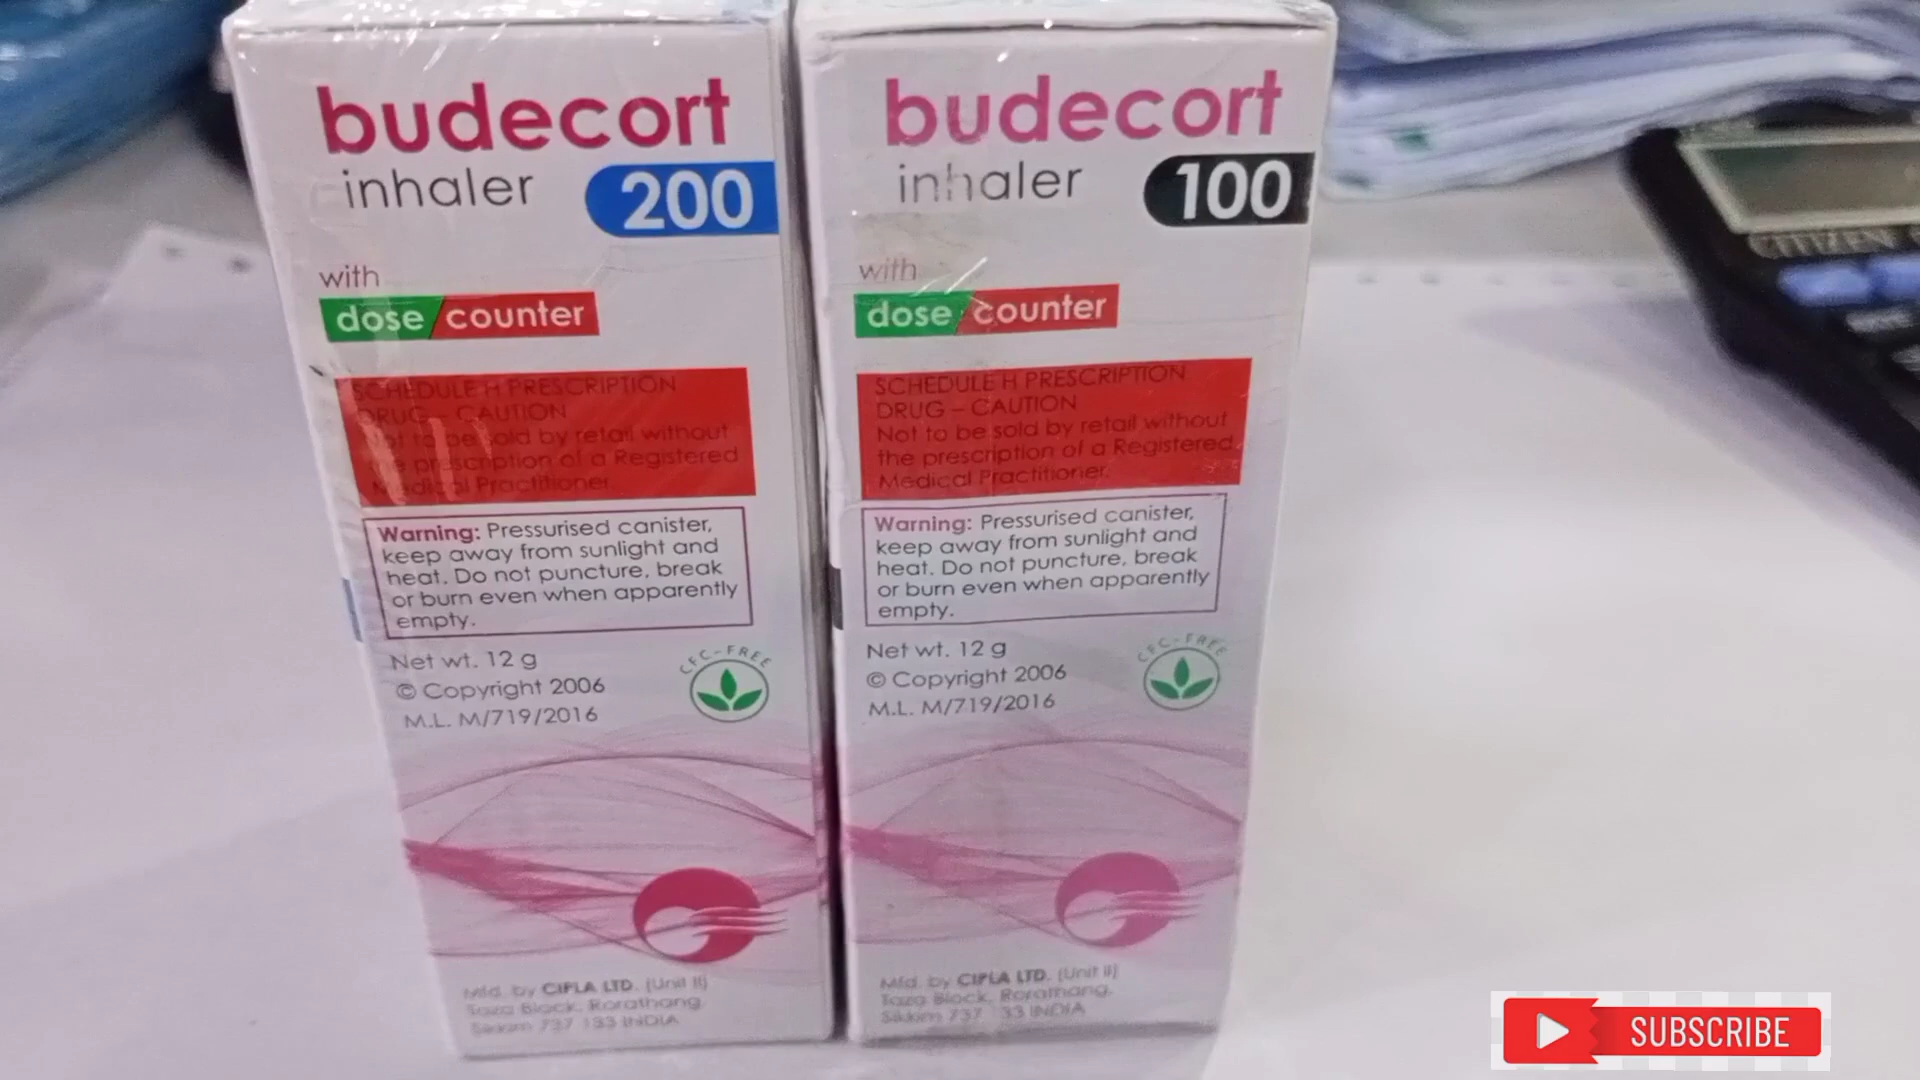 budecort
inhaler 200
with
dose counter
SCHEDULE H PRESCRIPTION
DRUG – CAUTION
Not to be sold by retail without
the prescription of a Registered
Medical Practitioner.
Warning: Pressurised canister,
keep away from sunlight and
heat. Do not puncture, break
or burn even when apparently
empty.
Net wt. 12 g
© Copyright 2006
M.L. M/719/2016
CFC-FREE
Mfd. by CIPLA LTD. (Unit II)
Taza Block, Rorathang,
Sikkim 737 133 INDIA
budecort
inhaler 100
with
dose counter
SCHEDULE H PRESCRIPTION
DRUG – CAUTION
Not to be sold by retail without
the prescription of a Registered
Medical Practitioner.
Warning: Pressurised canister,
keep away from sunlight and
heat. Do not puncture, break
or burn even when apparently
empty.
Net wt. 12 g
© Copyright 2006
M.L. M/719/2016
CFC-FREE
Mfd. by CIPLA LTD. (Unit II)
Taza Block, Rorathang,
Sikkim 737 33 INDIA
CITIZEN
SUBSCRIBE